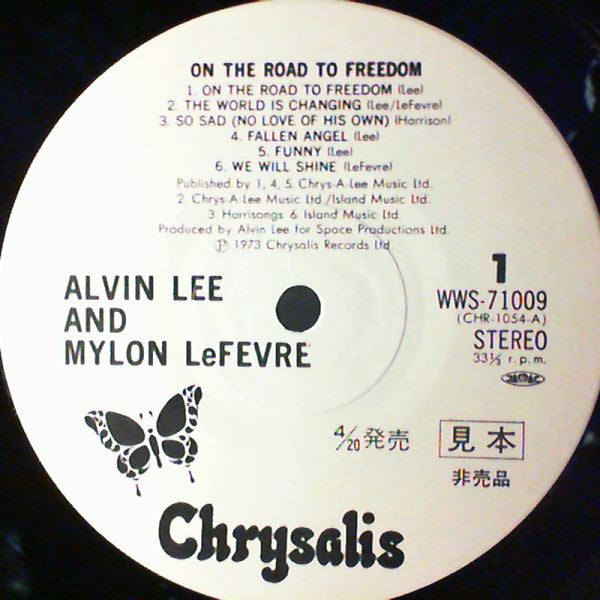 ON THE ROAD TO FREEDOM
1. ON THE ROAD TO FREEDOM (Lee)
2. THE WORLD IS CHANGING (Lee/LeFevre)
3. SO SAD (NO LOVE OF HIS OWN) (Harrison)
4. FALLEN ANGEL (Lee)
5. FUNNY (Lee)
6. WE WILL SHINE (LeFevre)
Published by 1, 4, 5. Chrys-A-Lee Music Ltd.
2. Chrys-A-Lee Music Ltd./Island Music Ltd.
3. Harrisongs 6. Island Music Ltd.
Produced by Alvin Lee for Space Productions Ltd.
Ⓟ 1973 Chrysalis Records Ltd
ALVIN LEE
AND
MYLON LeFEVRE
1
WWS-71009
(CHR-1054-A)
STEREO
33⅓ r.p.m.
JASRAC
4/20 発売
見本
非売品
Chrysalis